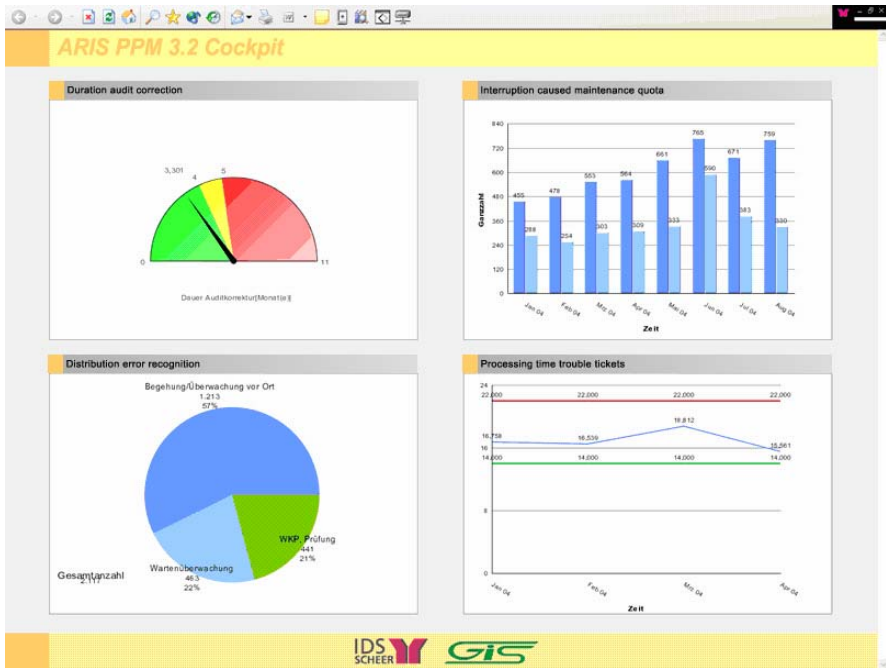 ARIS PPM 3.2 Cockpit
Duration audit correction
3,301
4
5
0
11
Dauer Auditkorrektur[Monat(e)]
Interruption caused maintenance quota
Ganzzahl
840
720
600
480
360
240
120
0
455
288
479
254
553
303
564
309
661
333
765
590
671
383
759
330
Jan 04
Feb 04
Mrz 04
Apr 04
Mai 04
Jun 04
Jul 04
Aug 04
Zeit
Distribution error recognition
Begehung/Überwachung vor Ort
1.213
57%
WKP, Prüfung
441
21%
Wartenüberwachung
463
22%
Gesamtanzahl
2.117
Processing time trouble tickets
24
22,000
22,000
22,000
22,000
16,758
16,539
18,812
15,561
16
14,000
14,000
14,000
14,000
8
0
Jan 04
Feb 04
Mrz 04
Apr 04
Zeit
IDS
SCHEER
GiS